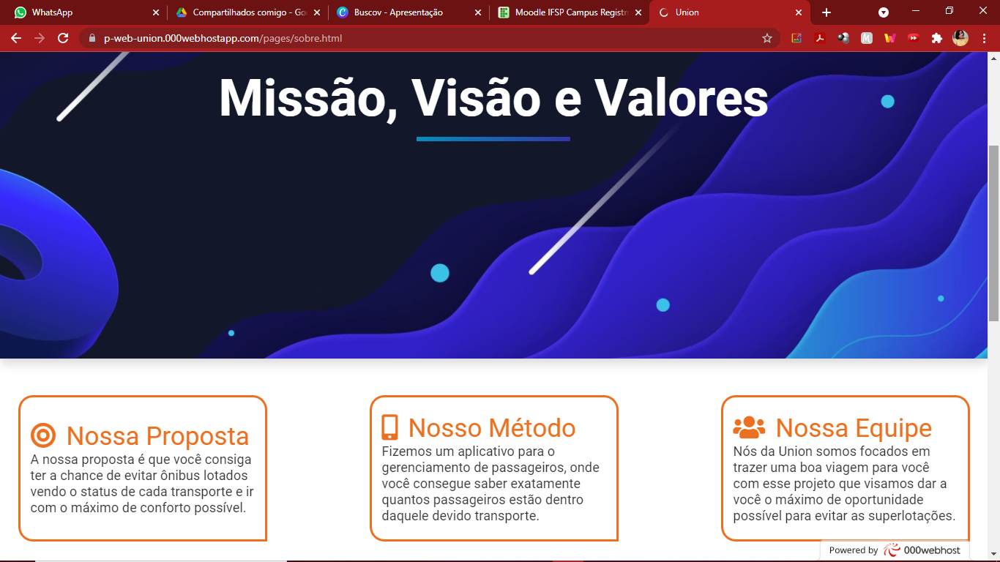 WhatsApp
Compartilhados comigo - Go
Buscov - Apresentação
Moodle IFSP Campus Registr
Union
p-web-union.000webhostapp.com/pages/sobre.html
Missão, Visão e Valores
Nossa Proposta
A nossa proposta é que você consiga
ter a chance de evitar ônibus lotados
vendo o status de cada transporte e ir
com o máximo de conforto possível.
Nosso Método
Fizemos um aplicativo para o
gerenciamento de passageiros, onde
você consegue saber exatamente
quantos passageiros estão dentro
daquele devido transporte.
Nossa Equipe
Nós da Union somos focados em
trazer uma boa viagem para você
com esse projeto que visamos dar a
você o máximo de oportunidade
possível para evitar as superlotações.
Powered by 000webhost